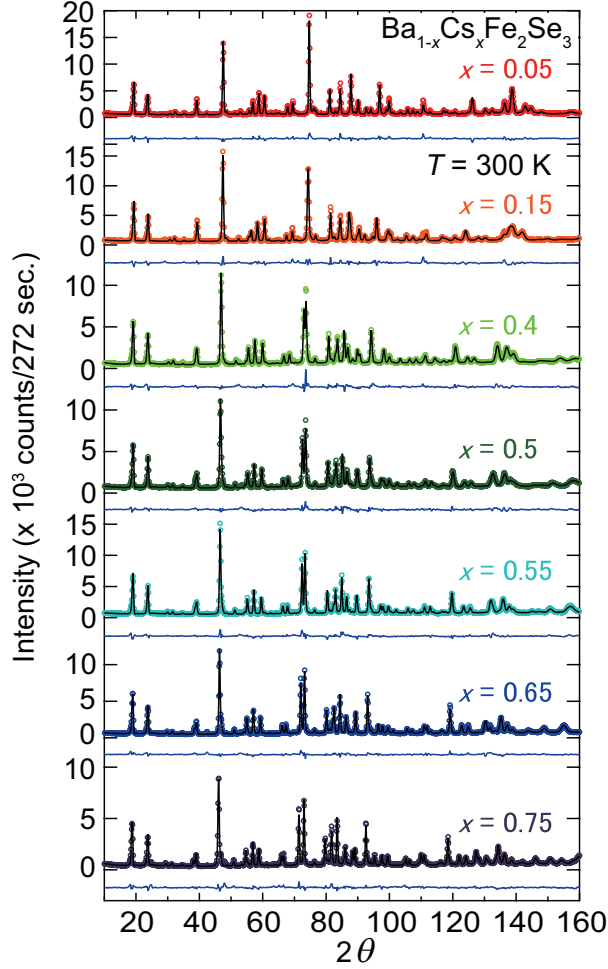 Ba1-xCsxFe2Se3
x = 0.05
20
15
10
5
0
T = 300 K
x = 0.15
15
10
5
0
x = 0.4
10
5
0
x = 0.5
10
5
0
x = 0.55
15
10
5
0
x = 0.65
10
5
0
x = 0.75
10
5
0
Intensity (x 10³ counts/272 sec.)
20 40 60 80 100 120 140 160
2θ